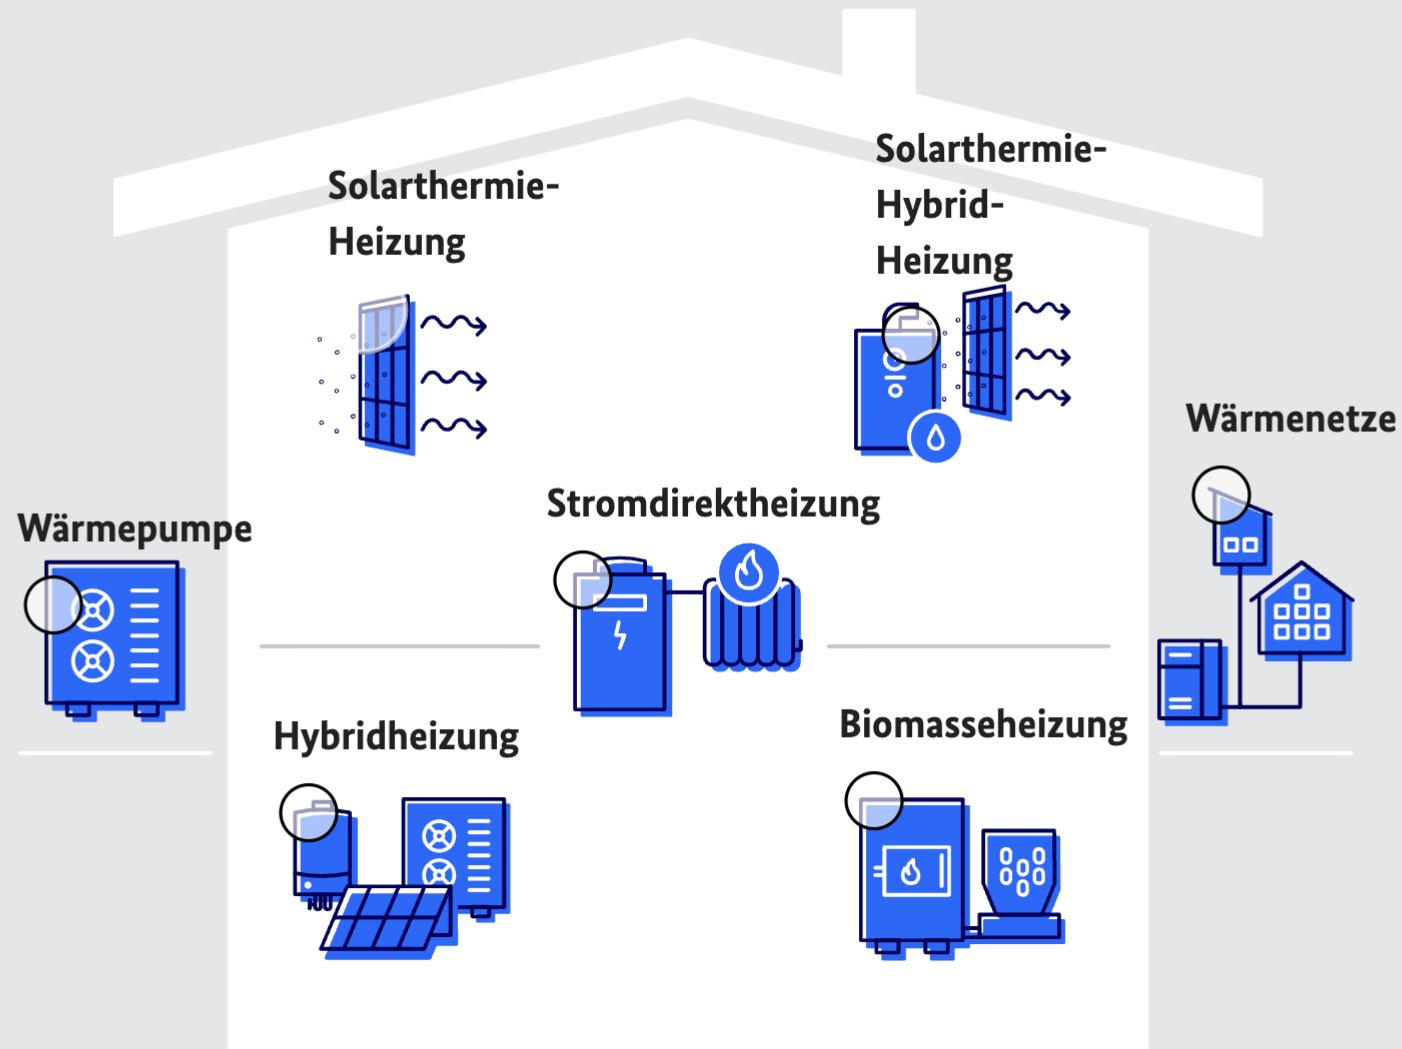 Solarthermie-
Heizung
Solarthermie-
Hybrid-
Heizung
Wärmenetze
Wärmepumpe
Stromdirektheizung
Hybridheizung
Biomasseheizung